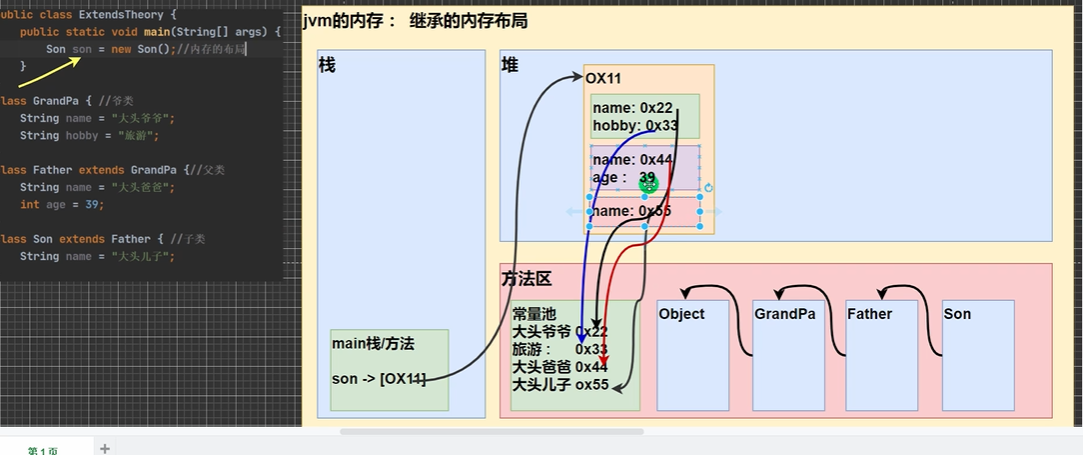 ublic class ExtendsTheory {
public static void main(String[] args) {
Son son = new Son();//内存的布局
}
lass GrandPa { //爷类
String name = "大头爷爷";
String hobby = "旅游";
lass Father extends GrandPa {//父类
String name = "大头爸爸";
int age = 39;
lass Son extends Father { //子类
String name = "大头儿子";
jvm的内存： 继承的内存布局
栈
main栈/方法
son -> [OX11]
堆
OX11
name: 0x22
hobby: 0x33
name: 0x44
age： 39
name: 0x55
方法区
常量池
大头爷爷 0x22
旅游： 0x33
大头爸爸 0x44
大头儿子 ox55
Object
GrandPa
Father
Son
第1页